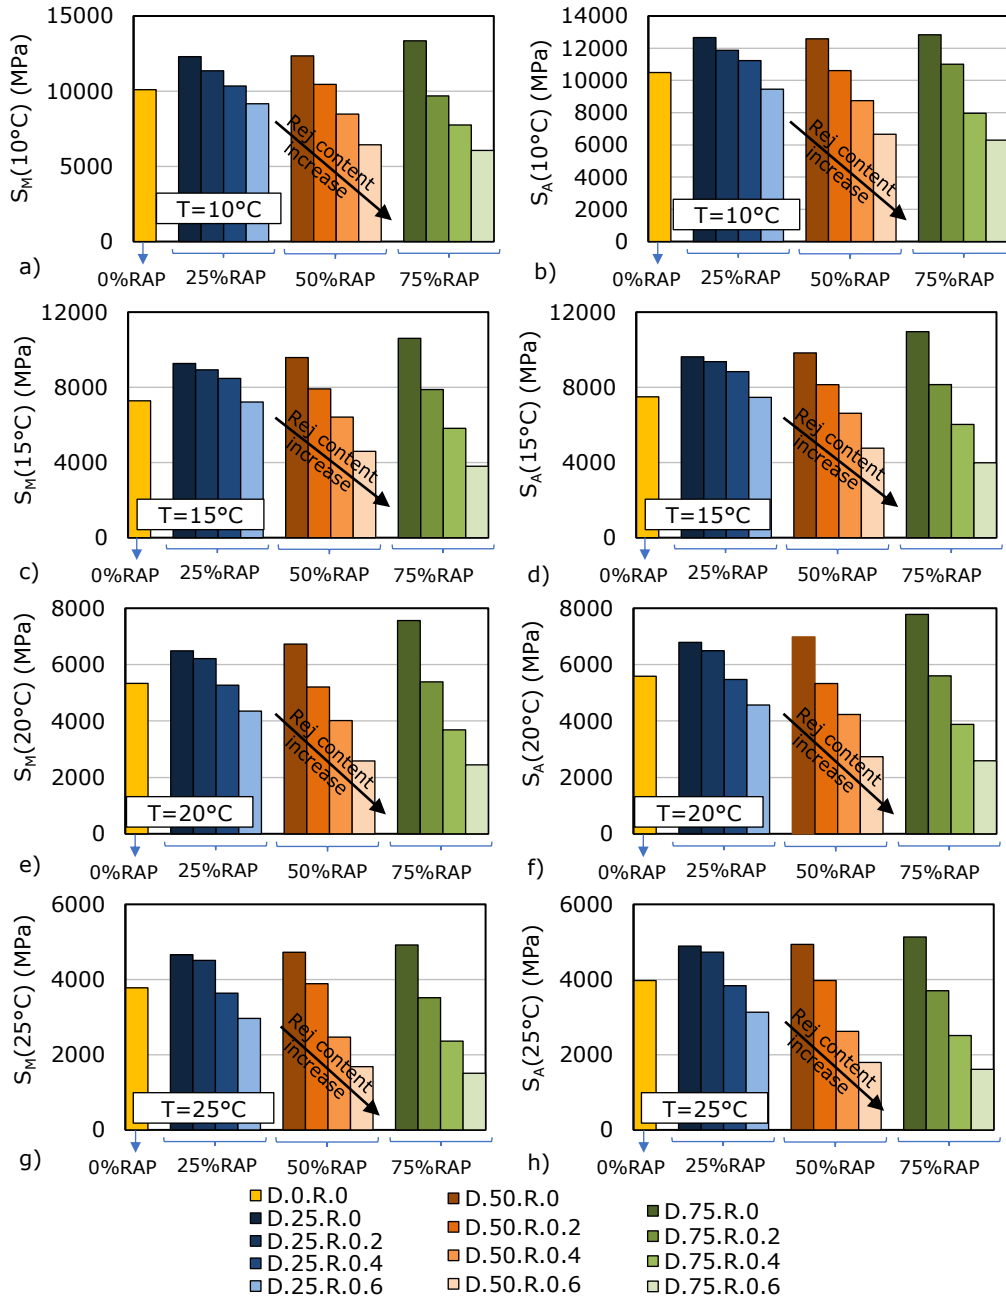 S_M(10°C) (MPa)
15000
10000
5000
0
Rej content
increase
T=10°C
a)
0%RAP
25%RAP
50%RAP
75%RAP
S_A(10°C) (MPa)
14000
12000
10000
8000
6000
4000
2000
0
Rej content
increase
T=10°C
b)
0%RAP
25%RAP
50%RAP
75%RAP
S_M(15°C) (MPa)
12000
8000
4000
0
Rej content
increase
T=15°C
c)
0%RAP
25%RAP
50%RAP
75%RAP
S_A(15°C) (MPa)
12000
8000
4000
0
Rej content
increase
T=15°C
d)
0%RAP
25%RAP
50%RAP
75%RAP
S_M(20°C) (MPa)
8000
6000
4000
2000
0
Rej content
increase
T=20°C
e)
0%RAP
25%RAP
50%RAP
75%RAP
S_A(20°C) (MPa)
8000
6000
4000
2000
0
Rej content
increase
T=20°C
f)
0%RAP
25%RAP
50%RAP
75%RAP
S_M(25°C) (MPa)
6000
4000
2000
0
Rej content
increase
T=25°C
g)
0%RAP
25%RAP
50%RAP
75%RAP
S_A(25°C) (MPa)
6000
4000
2000
0
Rej content
increase
T=25°C
h)
0%RAP
25%RAP
50%RAP
75%RAP
D.0.R.0
D.25.R.0
D.25.R.0.2
D.25.R.0.4
D.25.R.0.6
D.50.R.0
D.50.R.0.2
D.50.R.0.4
D.50.R.0.6
D.75.R.0
D.75.R.0.2
D.75.R.0.4
D.75.R.0.6